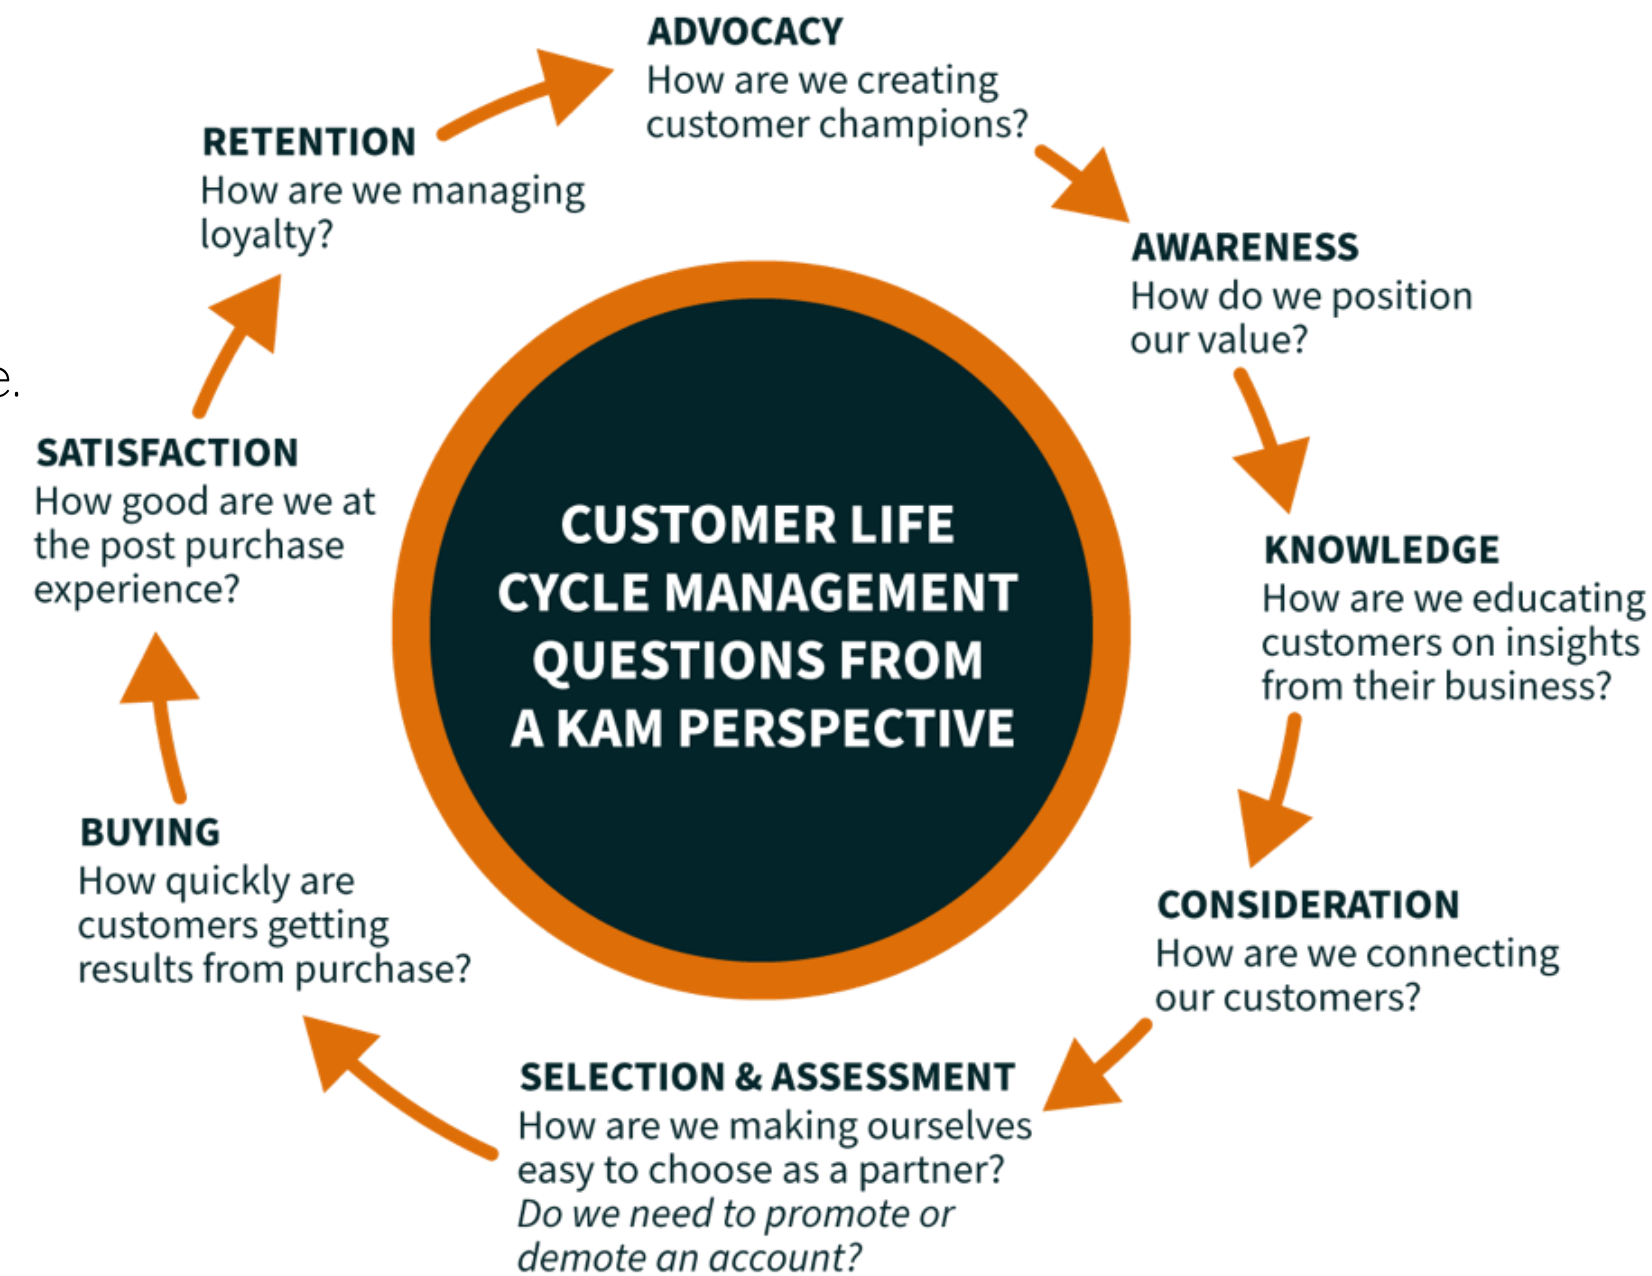 ADVOCACY
How are we creating
customer champions?
RETENTION
How are we managing
loyalty?
AWARENESS
How do we position
our value?
e.
SATISFACTION
How good are we at
the post purchase
experience?
CUSTOMER LIFE
CYCLE MANAGEMENT
QUESTIONS FROM
A KAM PERSPECTIVE
KNOWLEDGE
How are we educating
customers on insights
from their business?
BUYING
How quickly are
customers getting
results from purchase?
CONSIDERATION
How are we connecting
our customers?
SELECTION & ASSESSMENT
How are we making ourselves
easy to choose as a partner?
Do we need to promote or
demote an account?